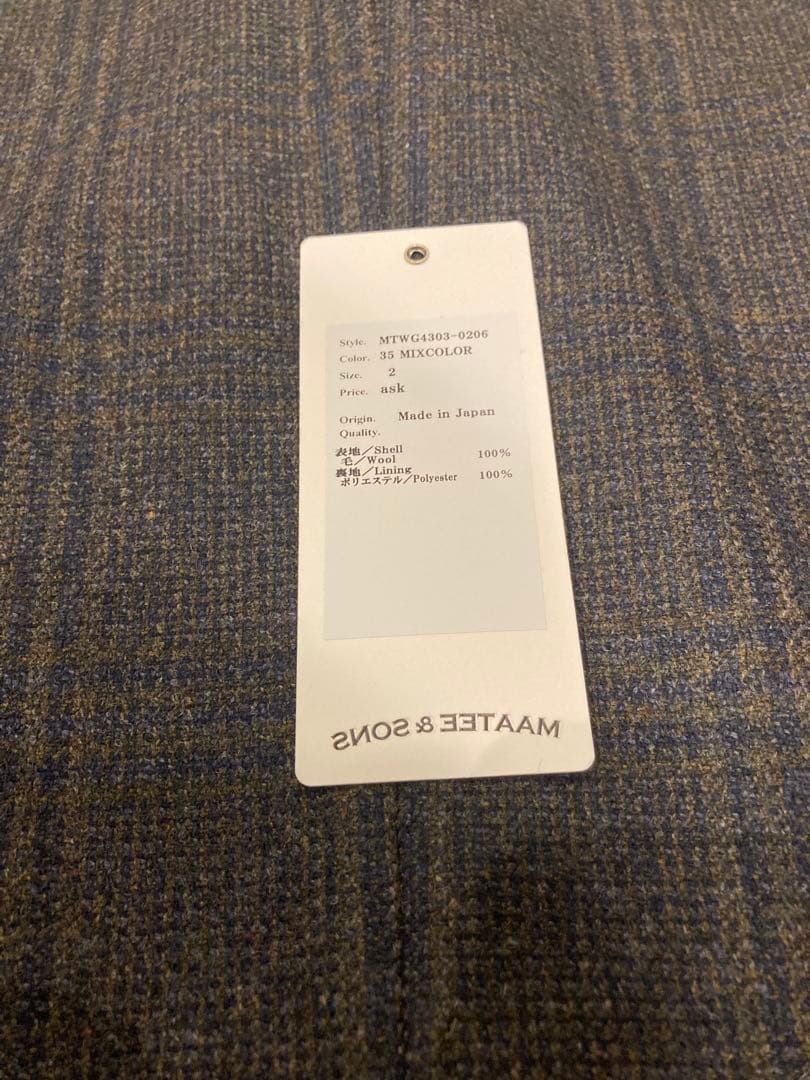 Style. MTWG4303-0206
Color. 35 MIXCOLOR
Size. 2
Price. ask
Origin. Made in Japan
Quality.
表地/Shell
毛/Wool 100%
裏地/Lining
ポリエステル/Polyester 100%
MAATEE & SONS